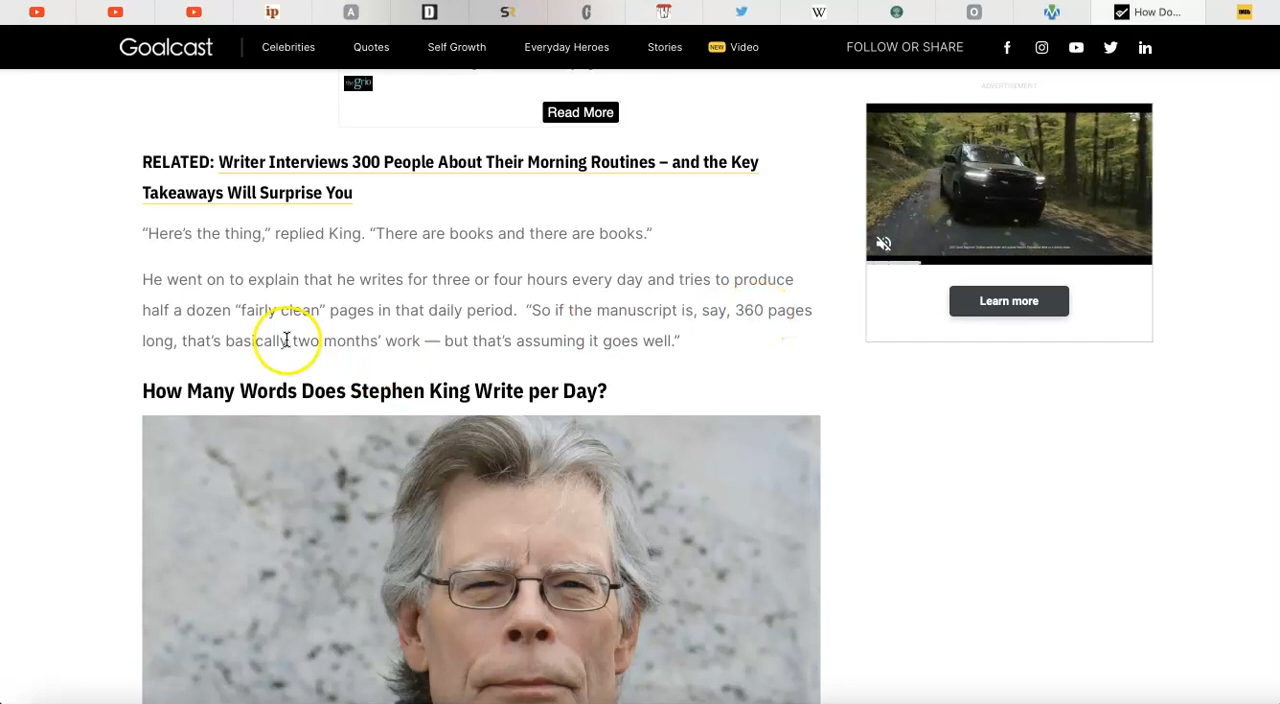 ip
A
D
SR
W
O
How Do...
IMDb
Goalcast
Celebrities
Quotes
Self Growth
Everyday Heroes
Stories
NEW Video
FOLLOW OR SHARE
the grio
Read More
ADVERTISEMENT
RELATED: Writer Interviews 300 People About Their Morning Routines – and the Key
Takeaways Will Surprise You
“Here’s the thing,” replied King. “There are books and there are books.”
He went on to explain that he writes for three or four hours every day and tries to produce
half a dozen “fairly clean” pages in that daily period.  “So if the manuscript is, say, 360 pages
long, that’s basically two months’ work — but that’s assuming it goes well.”
Learn more
How Many Words Does Stephen King Write per Day?